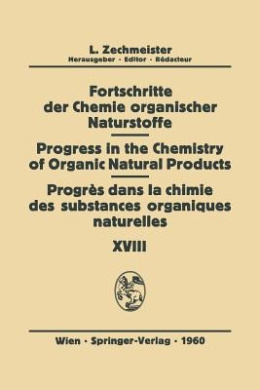 L. Zechmeister
Herausgeber · Editor · Rédacteur
Fortschritte
der Chemie organischer
Naturstoffe
Progress in the Chemistry
of Organic Natural Products
Progrès dans la chimie
des substances organiques
naturelles
XVIII
Wien · Springer-Verlag · 1960